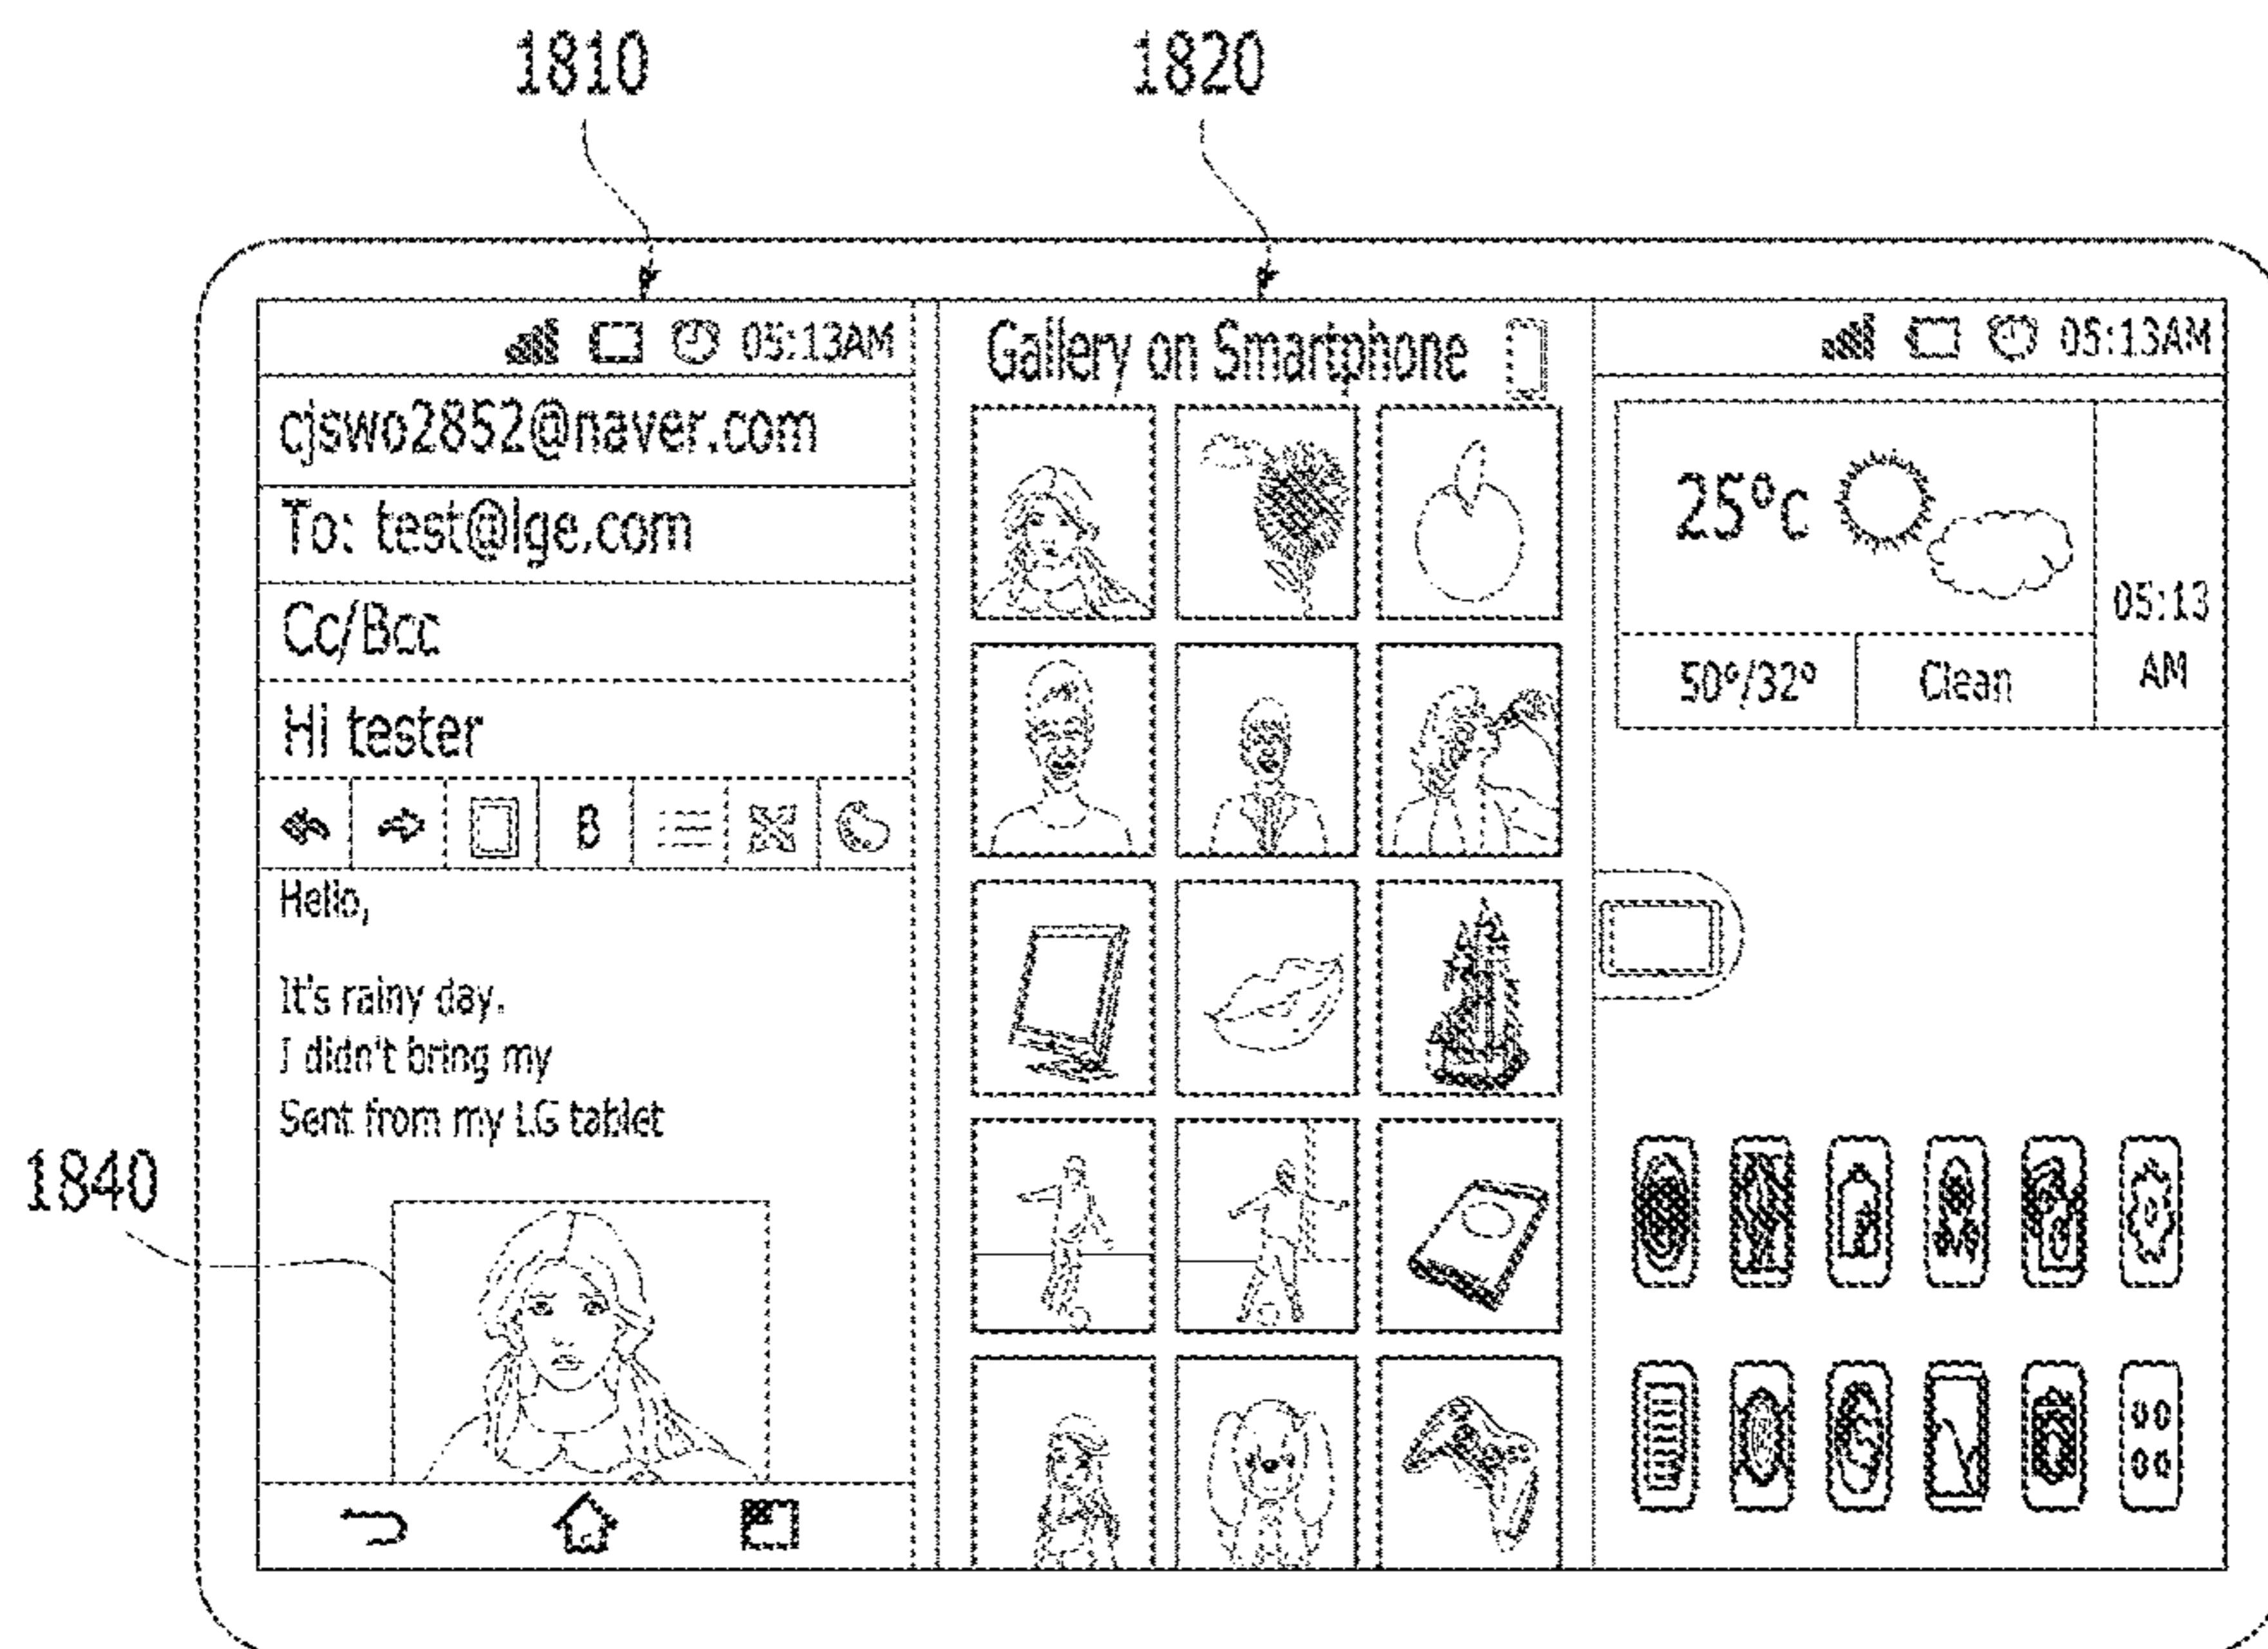 1810
1820
05:13AM
cjswo2852@naver.com
To: test@lge.com
Cc/Bcc
Hi tester
B
Hello,
It's rainy day.
I didn't bring my
Sent from my LG tablet
1840
Gallery on Smartphone
05:13AM
25°c
50°/32°
Clean
05:13
AM